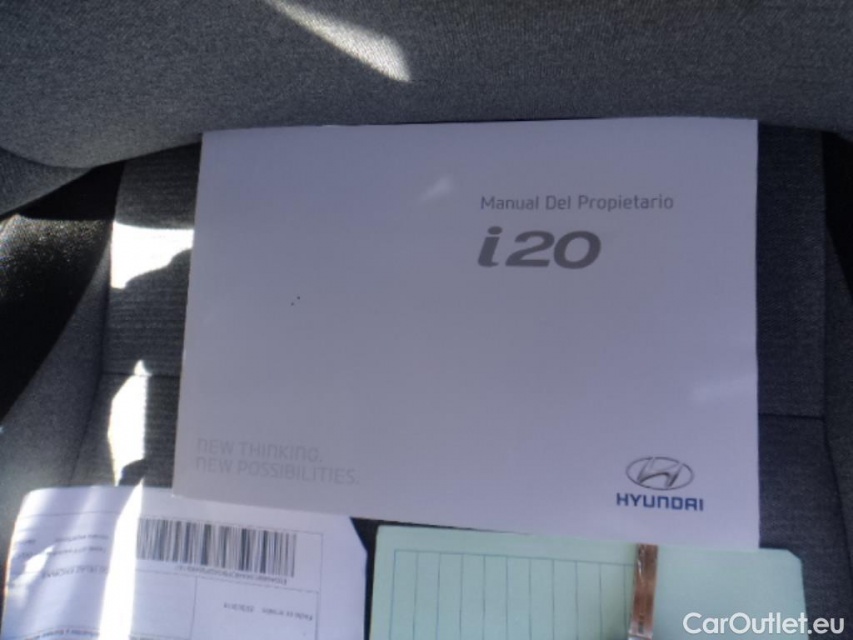 Manual Del Propietario
i20
NEW THINKING.
NEW POSSIBILITIES.
HYUNDAI
CarOutlet.eu